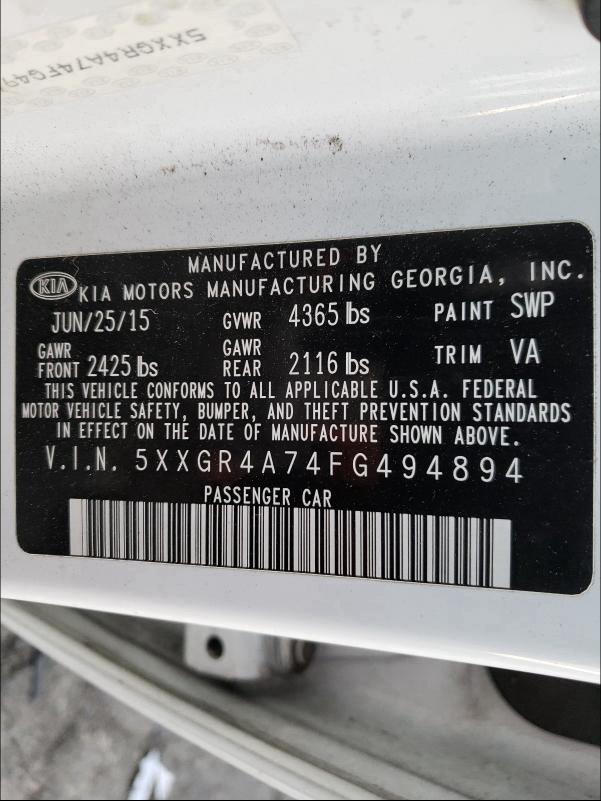 5XXGR4A74FG49
MANUFACTURED BY
KIA KIA MOTORS MANUFACTURING GEORGIA, INC.
JUN/25/15 GVWR 4365 lbs PAINT SWP
GAWR FRONT 2425 lbs GAWR REAR 2116 lbs TRIM VA
THIS VEHICLE CONFORMS TO ALL APPLICABLE U.S.A. FEDERAL
MOTOR VEHICLE SAFETY, BUMPER, AND THEFT PREVENTION STANDARDS
IN EFFECT ON THE DATE OF MANUFACTURE SHOWN ABOVE.
V.I.N. 5XXGR4A74FG494894
PASSENGER CAR